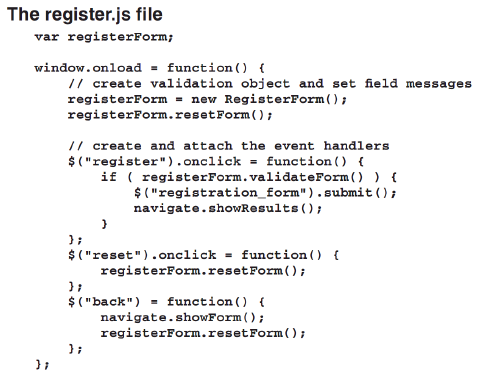 The register.js file
var registerForm;
window.onload = function() {
// create validation object and set field messages
registerForm = new RegisterForm();
registerForm.resetForm();
// create and attach the event handlers
$("register").onclick = function() {
if ( registerForm.validateForm() ) {
$("registration_form").submit();
navigate.showResults();
}
};
$("reset").onclick = function() {
registerForm.resetForm();
};
$("back") = function() {
navigate.showForm();
registerForm.resetForm();
};
};